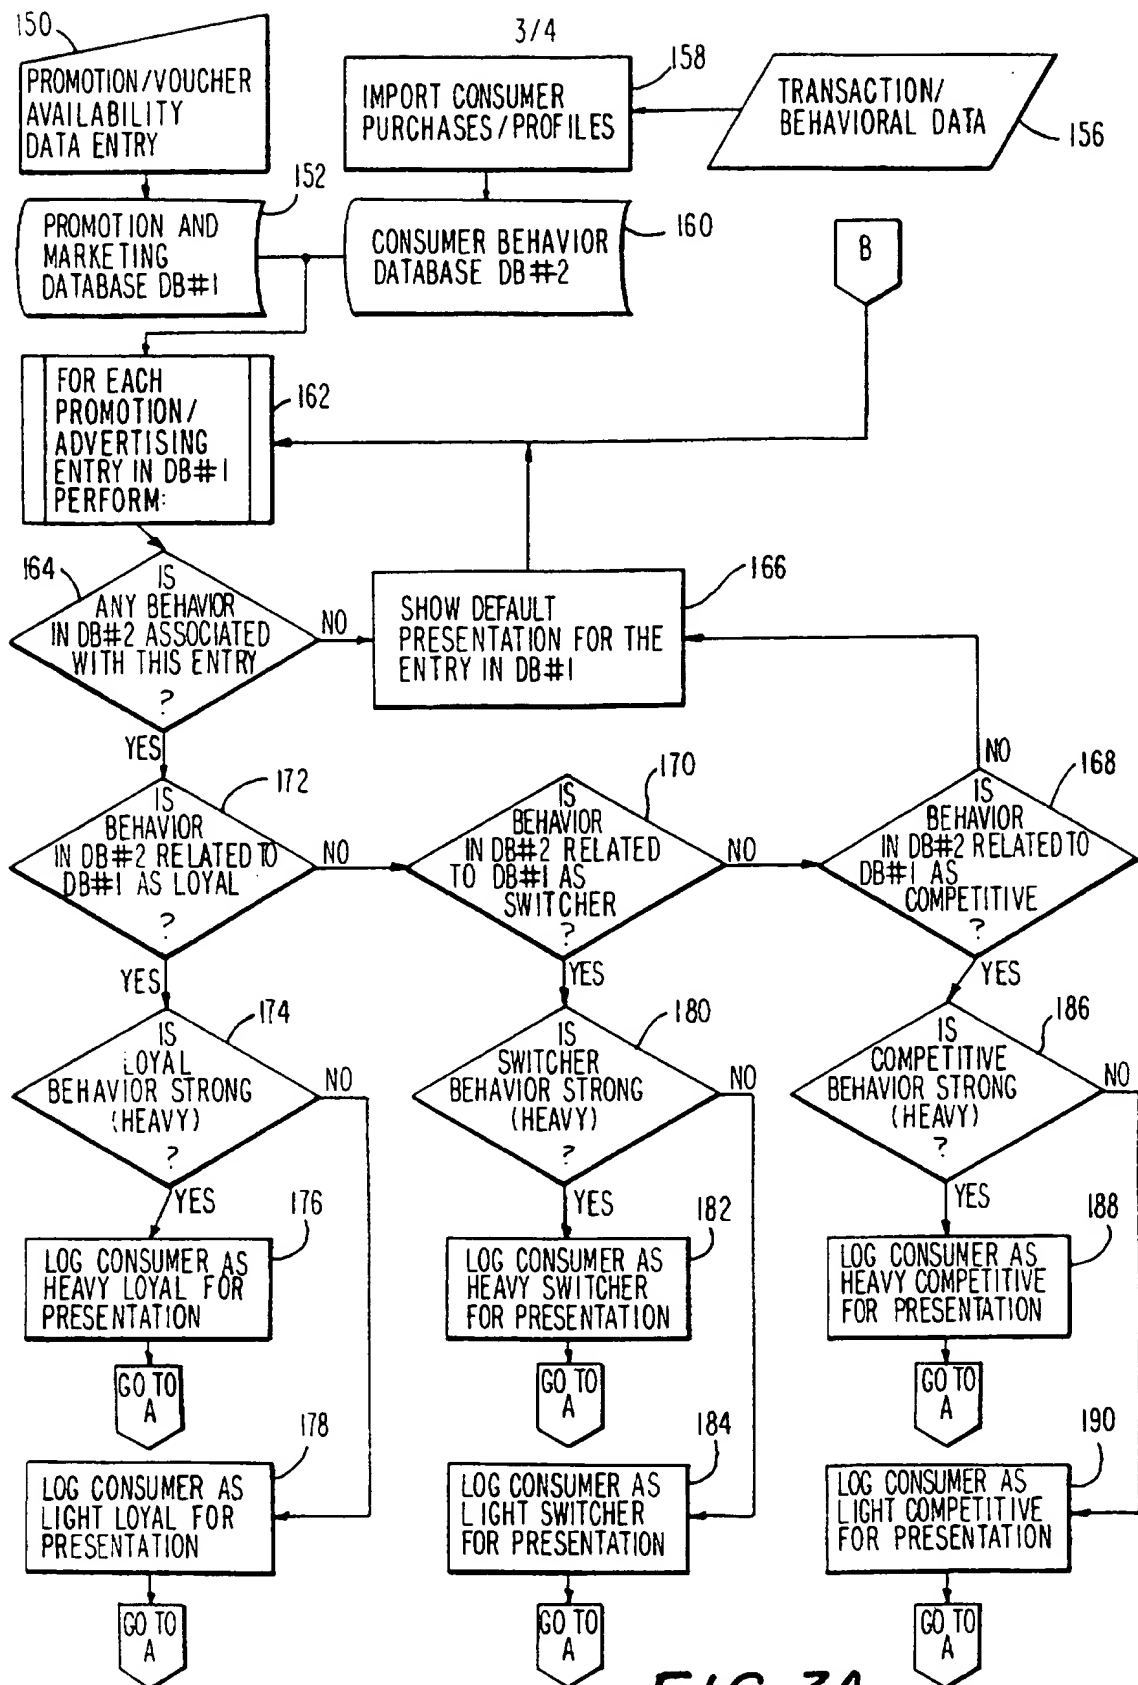 3/4
150
PROMOTION/VOUCHER
AVAILABILITY
DATA ENTRY
IMPORT CONSUMER
PURCHASES/PROFILES
158
TRANSACTION/
BEHAVIORAL DATA
156
152
PROMOTION AND
MARKETING
DATABASE DB#1
CONSUMER BEHAVIOR
DATABASE DB#2
160
B
FOR EACH
PROMOTION/
ADVERTISING
ENTRY IN DB#1
PERFORM:
162
164
IS
ANY BEHAVIOR
IN DB#2 ASSOCIATED
WITH THIS ENTRY
?
NO
YES
SHOW DEFAULT
PRESENTATION FOR THE
ENTRY IN DB#1
166
172
IS
BEHAVIOR
IN DB#2 RELATED TO
DB#1 AS LOYAL
?
NO
YES
170
IS
BEHAVIOR
IN DB#2 RELATED
TO DB#1 AS
SWITCHER
?
NO
YES
NO
168
IS
BEHAVIOR
IN DB#2 RELATED TO
DB#1 AS
COMPETITIVE
?
YES
174
IS
LOYAL
BEHAVIOR STRONG
(HEAVY)
?
NO
YES
180
IS
SWITCHER
BEHAVIOR STRONG
(HEAVY)
?
NO
YES
186
IS
COMPETITIVE
BEHAVIOR STRONG
(HEAVY)
?
NO
YES
176
LOG CONSUMER AS
HEAVY LOYAL FOR
PRESENTATION
182
LOG CONSUMER AS
HEAVY SWITCHER
FOR PRESENTATION
188
LOG CONSUMER AS
HEAVY COMPETITIVE
FOR PRESENTATION
GO TO
A
GO TO
A
GO TO
A
178
LOG CONSUMER AS
LIGHT LOYAL FOR
PRESENTATION
184
LOG CONSUMER AS
LIGHT SWITCHER
FOR PRESENTATION
190
LOG CONSUMER AS
LIGHT COMPETITIVE
FOR PRESENTATION
GO TO
A
GO TO
A
GO TO
A
FIG. 3A